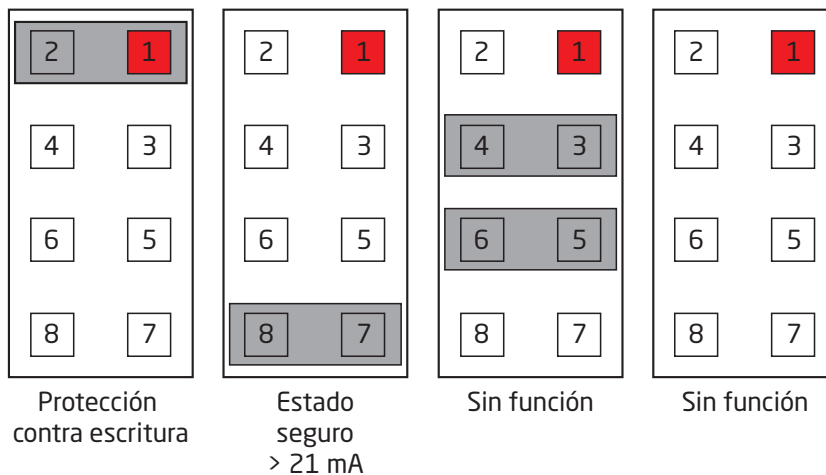 2 1 2 1 2 1 2 1
4 3 4 3 4 3 4 3
6 5 6 5 6 5 6 5
8 7 8 7 8 7 8 7
Protección
contra escritura
Estado
seguro
> 21 mA
Sin función
Sin función